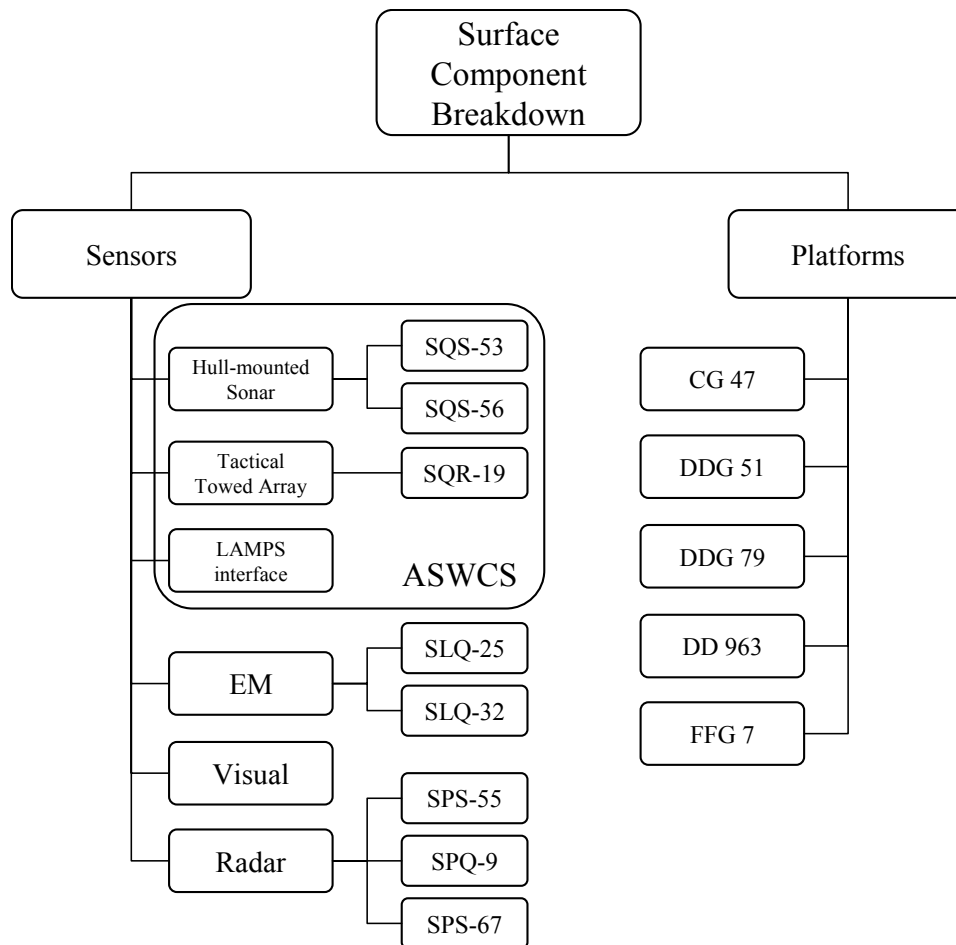 Surface
Component
Breakdown
Sensors
Platforms
Hull-mounted
Sonar
SQS-53
SQS-56
Tactical
Towed Array
SQR-19
LAMPS
interface
ASWCS
EM
SLQ-25
SLQ-32
Visual
Radar
SPS-55
SPQ-9
SPS-67
CG 47
DDG 51
DDG 79
DD 963
FFG 7